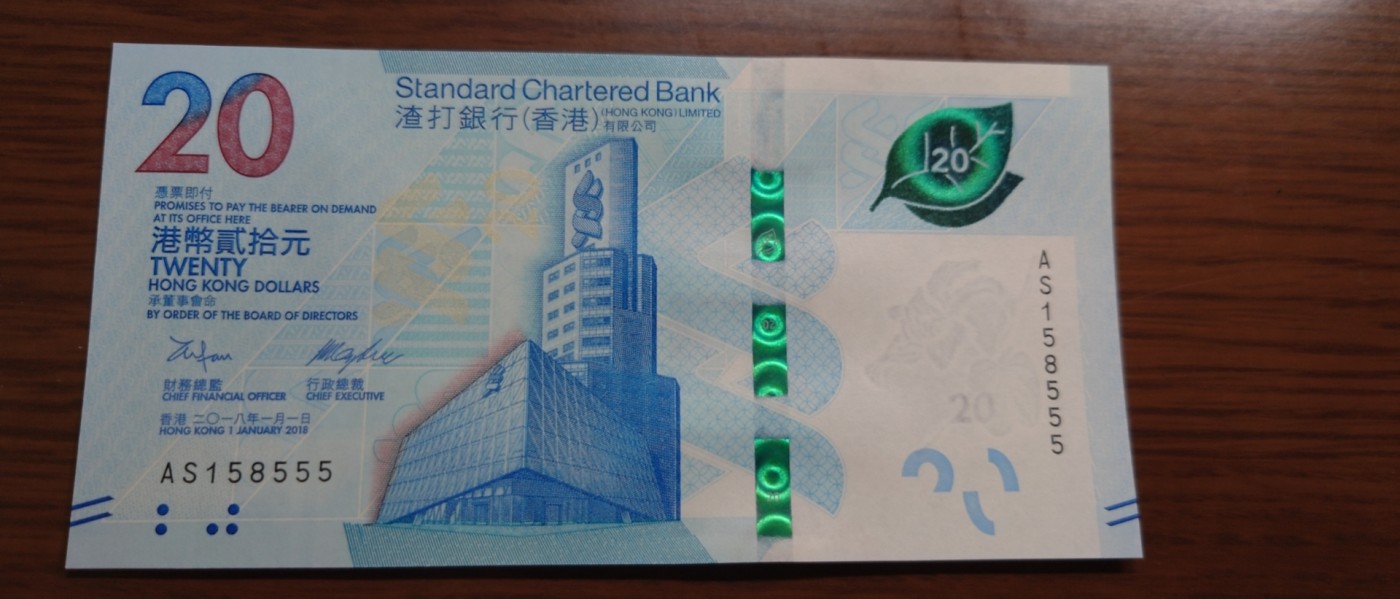 20
Standard Chartered Bank
渣打銀行(香港)
(HONG KONG) LIMITED
有限公司
憑票即付
PROMISES TO PAY THE BEARER ON DEMAND
AT ITS OFFICE HERE
港幣貳拾元
TWENTY
HONG KONG DOLLARS
承董事會命
BY ORDER OF THE BOARD OF DIRECTORS
財務總監
CHIEF FINANCIAL OFFICER
行政總裁
CHIEF EXECUTIVE
香港 二〇一八年一月一日
HONG KONG 1 JANUARY 2018
AS158555
20
AS158555
20